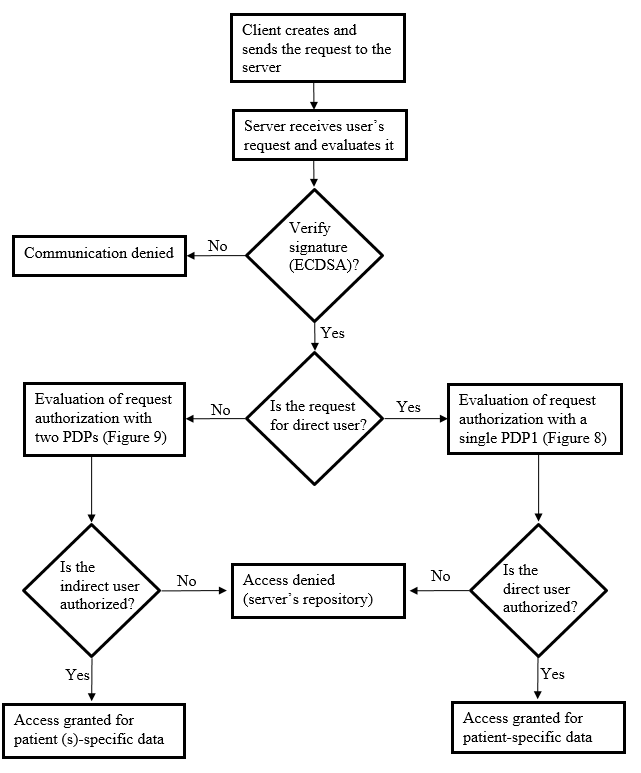 Client creates and
sends the request to the
server
Server receives user's
request and evaluates it
Verify
signature
(ECDSA)?
No
Communication denied
Yes
Is the request
for direct user?
No
Yes
Evaluation of request
authorization with
two PDPs (Figure 9)
Evaluation of request
authorization with a
single PDP1 (Figure 8)
Is the
indirect user
authorized?
No
Access denied
(server's repository)
No
Is the
direct user
authorized?
Yes
Yes
Access granted for
patient (s)-specific data
Access granted for
patient-specific data